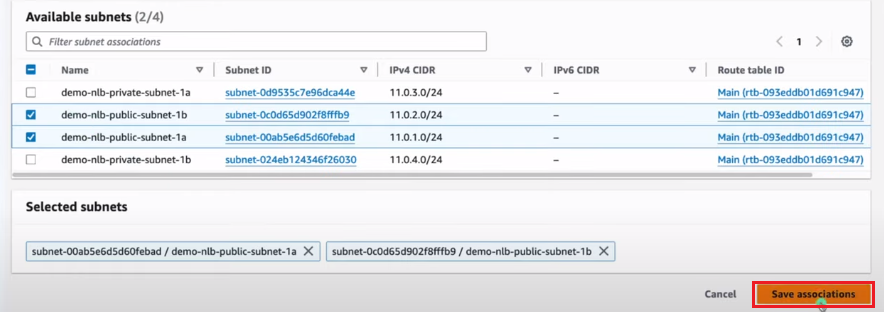 Available subnets (2/4)
Filter subnet associations
1
Name Subnet ID IPv4 CIDR IPv6 CIDR Route table ID
demo-nlb-private-subnet-1a subnet-0d9535c7e96dca44e 11.0.3.0/24 – Main (rtb-093eddb01d691c947)
demo-nlb-public-subnet-1b subnet-0c0d65d902f8fffb9 11.0.2.0/24 – Main (rtb-093eddb01d691c947)
demo-nlb-public-subnet-1a subnet-00ab5e6d5d60febad 11.0.1.0/24 – Main (rtb-093eddb01d691c947)
demo-nlb-private-subnet-1b subnet-024eb124346f26030 11.0.4.0/24 – Main (rtb-093eddb01d691c947)
Selected subnets
subnet-00ab5e6d5d60febad / demo-nlb-public-subnet-1a subnet-0c0d65d902f8fffb9 / demo-nlb-public-subnet-1b
Cancel Save associations